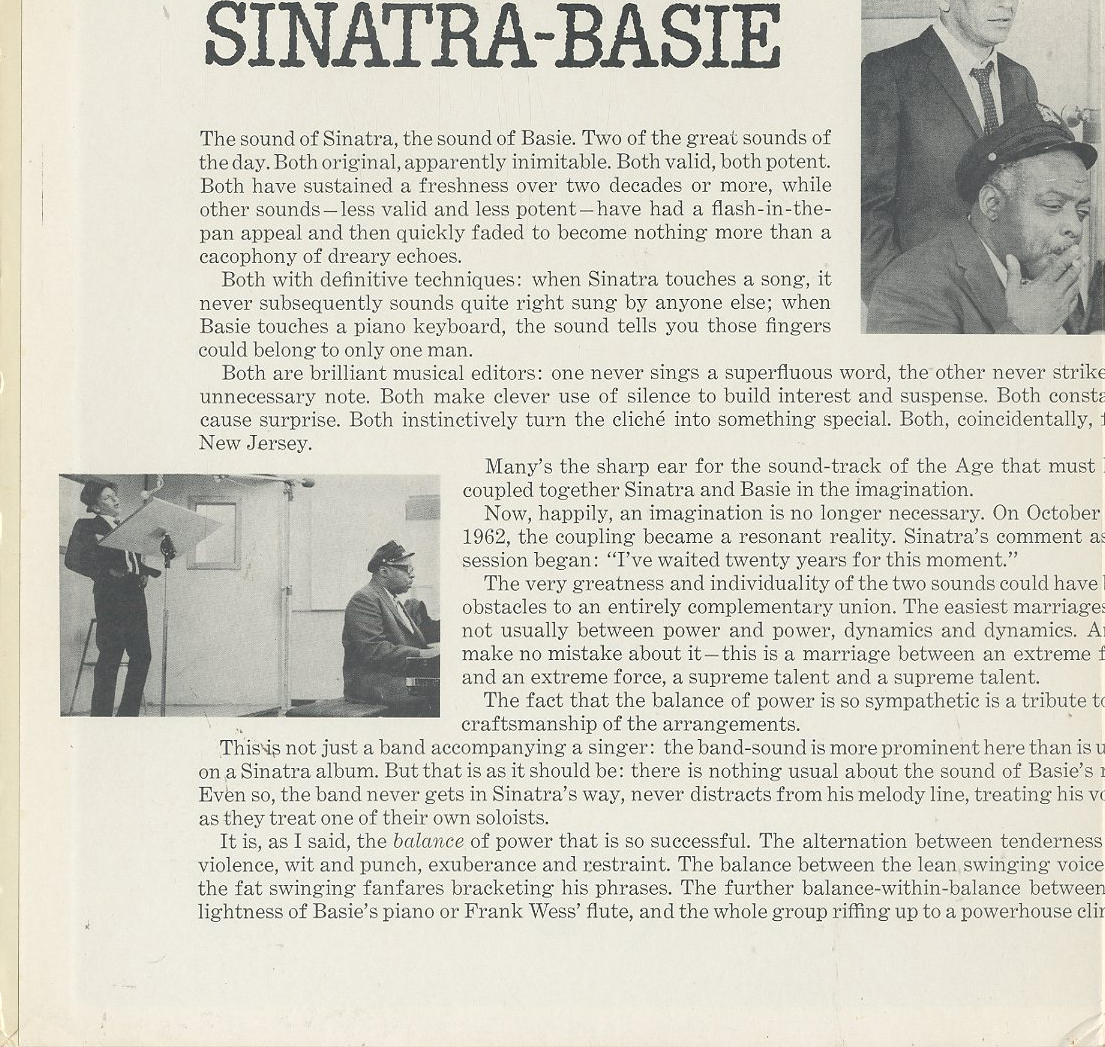 SINATRA-BASIE
The sound of Sinatra, the sound of Basie. Two of the great sounds of
the day. Both original, apparently inimitable. Both valid, both potent.
Both have sustained a freshness over two decades or more, while
other sounds—less valid and less potent—have had a flash-in-the-
pan appeal and then quickly faded to become nothing more than a
cacophony of dreary echoes.
Both with definitive techniques: when Sinatra touches a song, it
never subsequently sounds quite right sung by anyone else; when
Basie touches a piano keyboard, the sound tells you those fingers
could belong to only one man.
Both are brilliant musical editors: one never sings a superfluous word, the other never strike
unnecessary note. Both make clever use of silence to build interest and suspense. Both consta
cause surprise. Both instinctively turn the cliché into something special. Both, coincidentally,
New Jersey.
Many's the sharp ear for the sound-track of the Age that must
coupled together Sinatra and Basie in the imagination.
Now, happily, an imagination is no longer necessary. On October
1962, the coupling became a resonant reality. Sinatra's comment as
session began: "I've waited twenty years for this moment."
The very greatness and individuality of the two sounds could have
obstacles to an entirely complementary union. The easiest marriages
not usually between power and power, dynamics and dynamics. A
make no mistake about it—this is a marriage between an extreme f
and an extreme force, a supreme talent and a supreme talent.
The fact that the balance of power is so sympathetic is a tribute to
craftsmanship of the arrangements.
This is not just a band accompanying a singer: the band-sound is more prominent here than is u
on a Sinatra album. But that is as it should be: there is nothing usual about the sound of Basie's
Even so, the band never gets in Sinatra's way, never distracts from his melody line, treating his vo
as they treat one of their own soloists.
It is, as I said, the balance of power that is so successful. The alternation between tenderness
violence, wit and punch, exuberance and restraint. The balance between the lean swinging voice
the fat swinging fanfares bracketing his phrases. The further balance-within-balance between
lightness of Basie's piano or Frank Wess' flute, and the whole group riffing up to a powerhouse cli